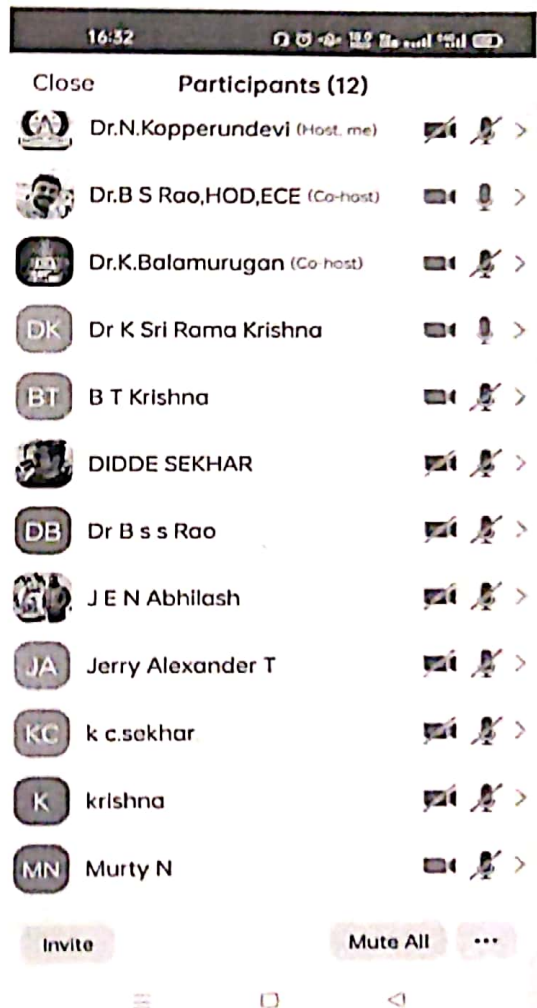 16:32
Close Participants (12)
Dr.N.Kopperundevi (Host, me)
Dr.B S Rao,HOD,ECE (Co-host)
Dr.K.Balamurugan (Co-host)
DK Dr K Sri Rama Krishna
BT B T Krishna
DIDDE SEKHAR
DB Dr B s s Rao
J E N Abhilash
JA Jerry Alexander T
KC k c.sekhar
K krishna
MN Murty N
Invite Mute All ...